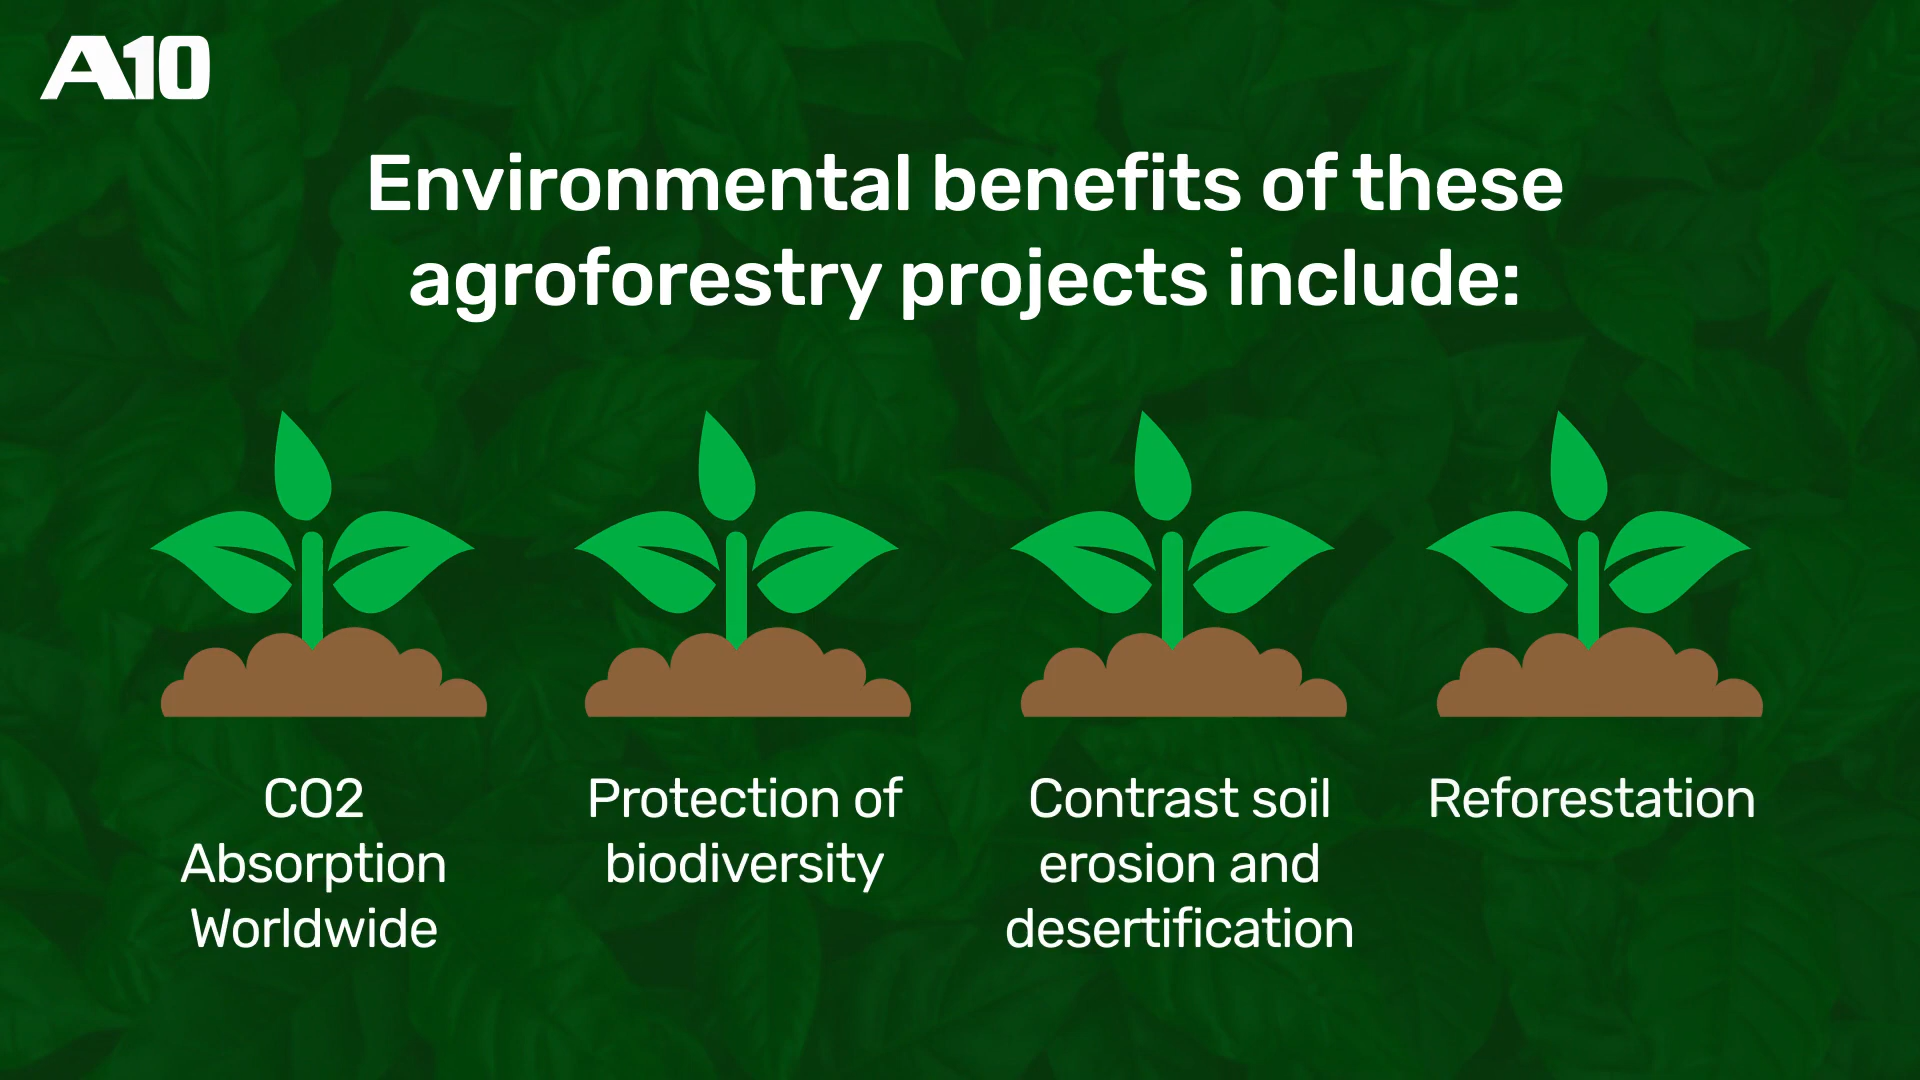 A10
Environmental benefits of these
agroforestry projects include:
CO2
Absorption
Worldwide
Protection of
biodiversity
Contrast soil
erosion and
desertification
Reforestation